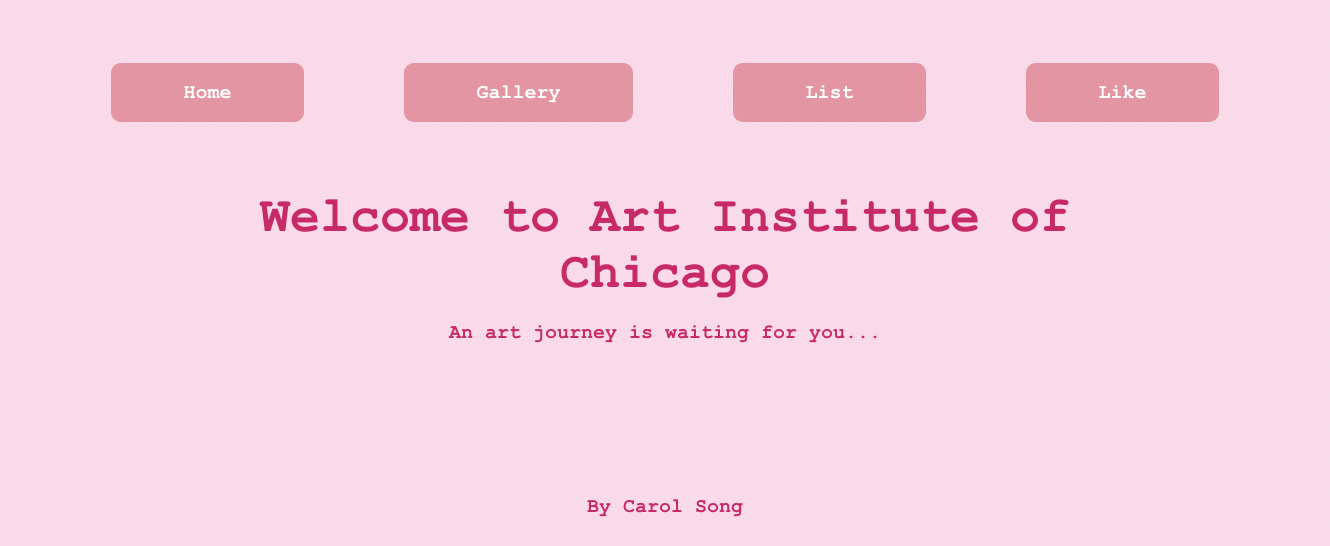 Home Gallery List Like
Welcome to Art Institute of
Chicago
An art journey is waiting for you...
By Carol Song